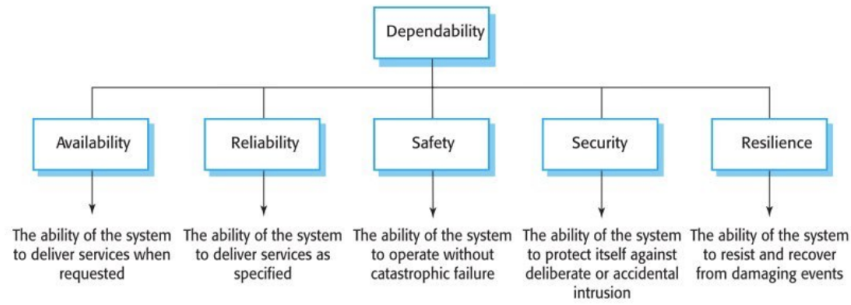 Dependability
Availability
Reliability
Safety
Security
Resilience
The ability of the system
to deliver services when
requested
The ability of the system
to deliver services as
specified
The ability of the system
to operate without
catastrophic failure
The ability of the system
to protect itself against
deliberate or accidental
intrusion
The ability of the system
to resist and recover
from damaging events